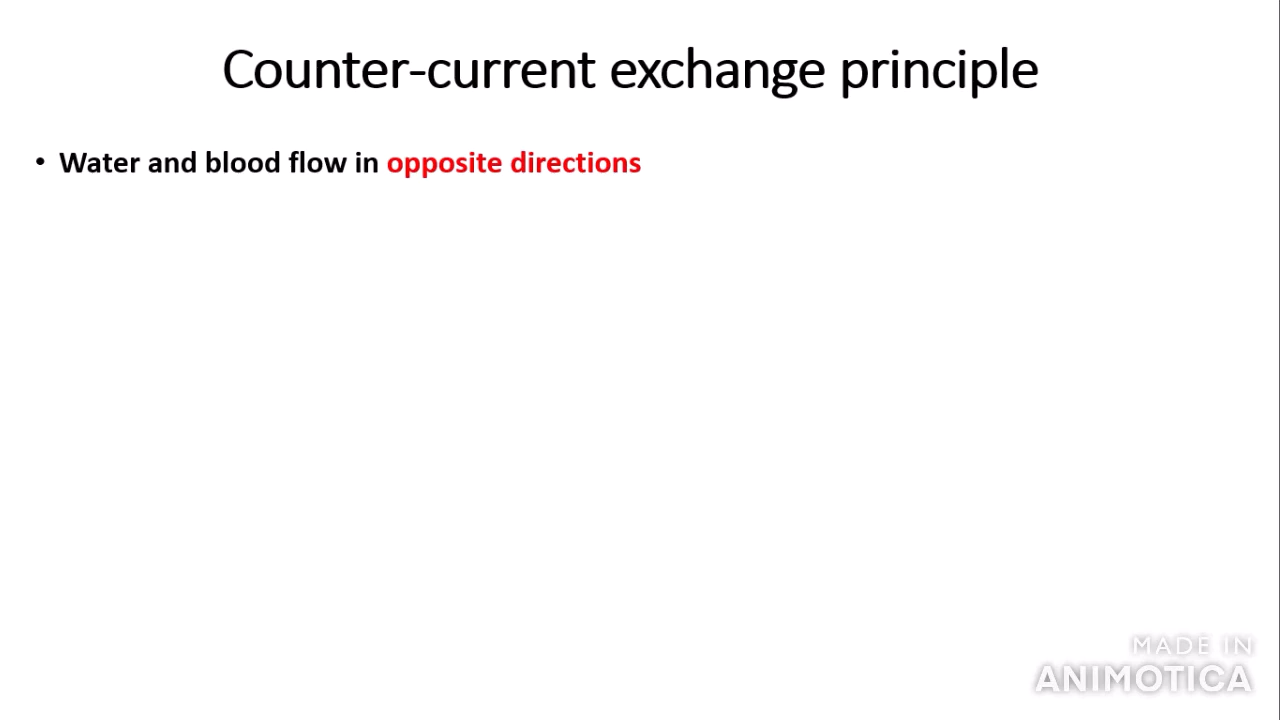 Counter-current exchange principle
• Water and blood flow in opposite directions
MADE IN
ANIMOTICA